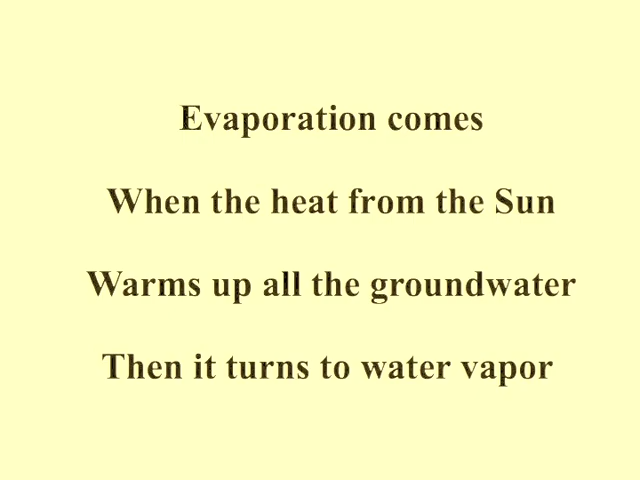 Evaporation comes
When the heat from the Sun
Warms up all the groundwater
Then it turns to water vapor